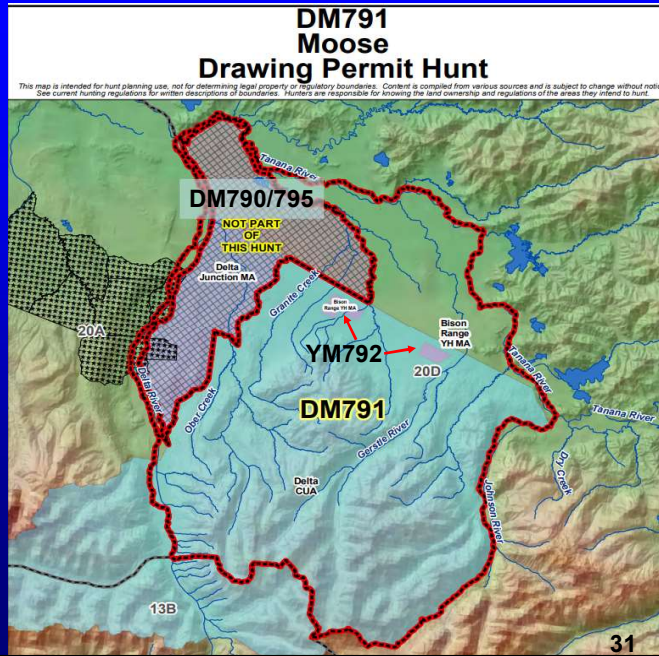 DM791
Moose
Drawing Permit Hunt
This map is intended for hunt planning use, not for determining legal property or regulatory boundaries. Content is compiled from various sources and is subject to change without notic
See current hunting regulations for written descriptions of boundaries. Hunters are responsible for knowing the land ownership and regulations of the areas they intend to hunt.
Tanana River
DM790/795
NOT PART
OF
THIS HUNT
Delta
Junction MA
Granite Creek
Bison
Range YH MA
Bison
Range
YH MA
20A
YM792
20D
Tanana River
Delta River
Ober Creek
DM791
Tanana River
Gerstle River
Dry Creek
Delta
CUA
Johnson River
13B
31